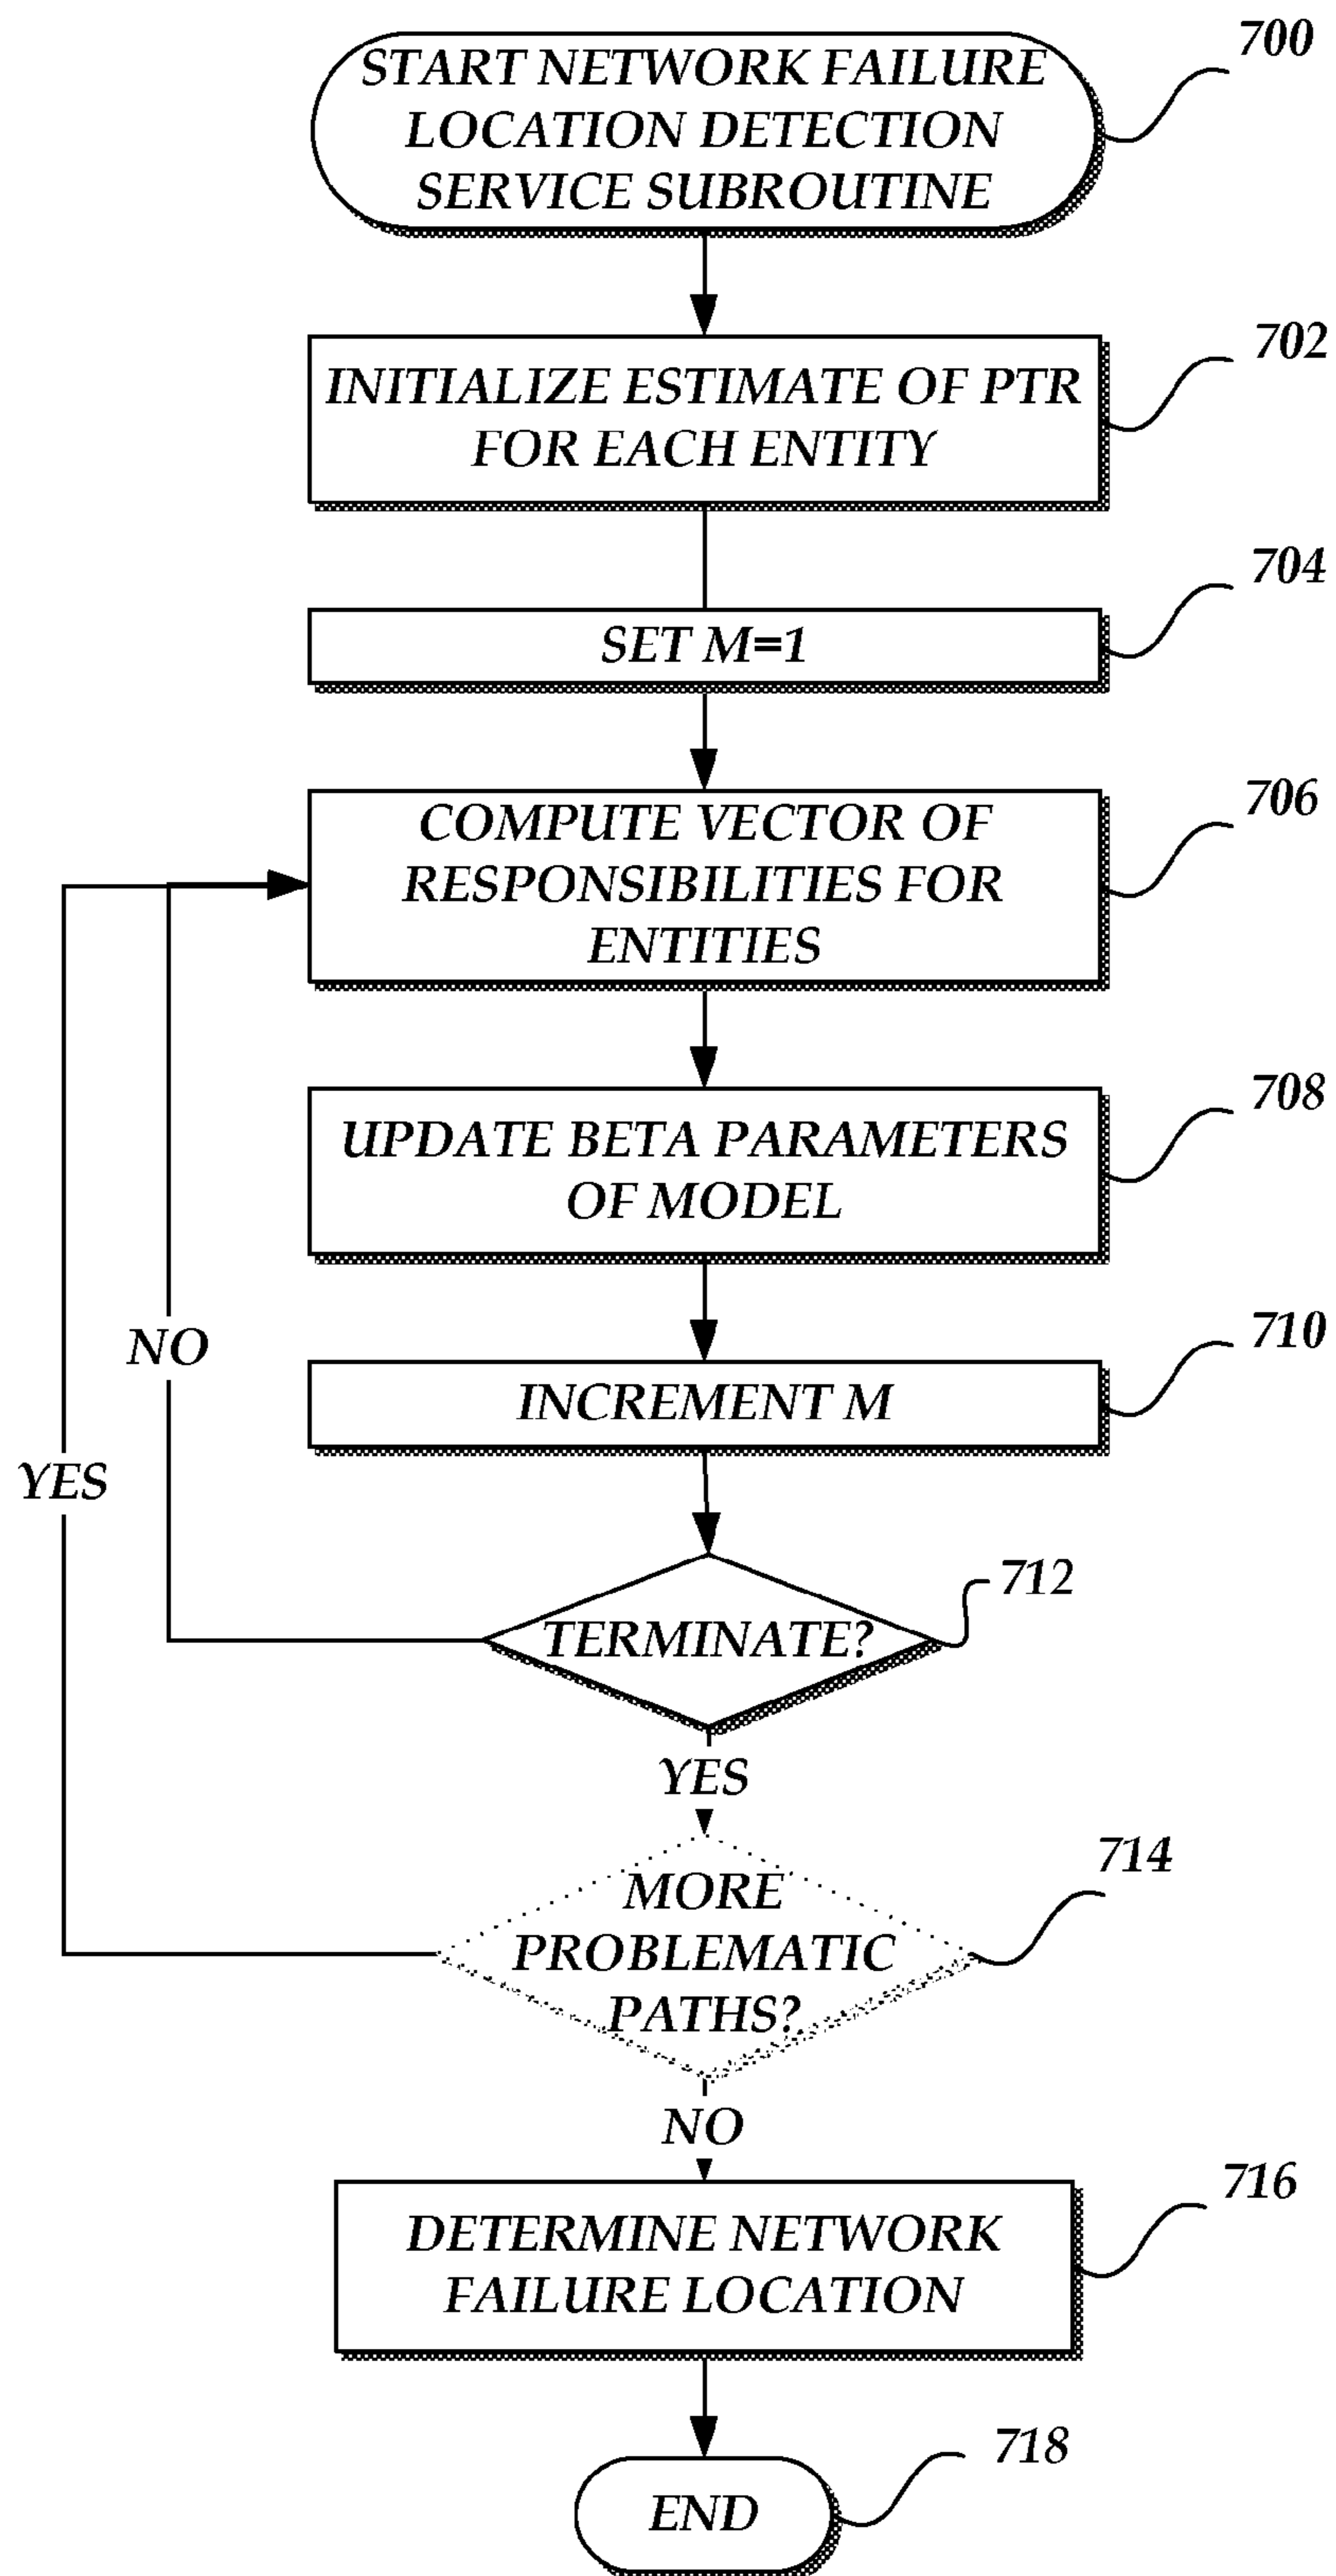 700
START NETWORK FAILURE
LOCATION DETECTION
SERVICE SUBROUTINE
702
INITIALIZE ESTIMATE OF PTR
FOR EACH ENTITY
704
SET M=1
706
COMPUTE VECTOR OF
RESPONSIBILITIES FOR
ENTITIES
708
UPDATE BETA PARAMETERS
OF MODEL
710
NO
INCREMENT M
YES
712
TERMINATE?
YES
714
MORE
PROBLEMATIC
PATHS?
NO
716
DETERMINE NETWORK
FAILURE LOCATION
718
END